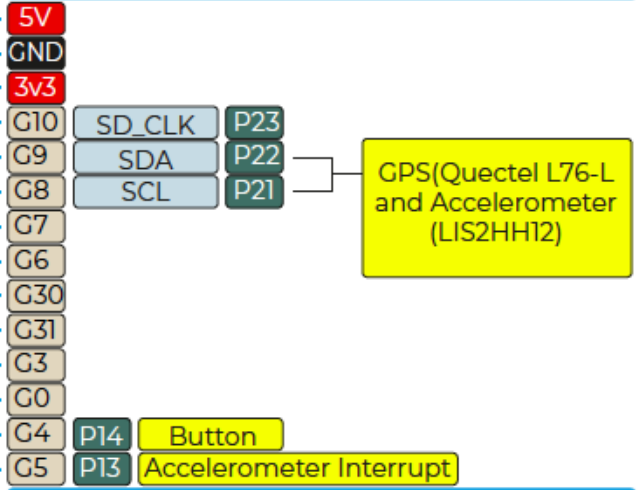 5V
GND
3v3
G10 SD_CLK P23
G9 SDA P22
G8 SCL P21
GPS(Quectel L76-L
and Accelerometer
(LIS2HH12)
G7
G6
G30
G31
G3
G0
G4 P14 Button
G5 P13 Accelerometer Interrupt